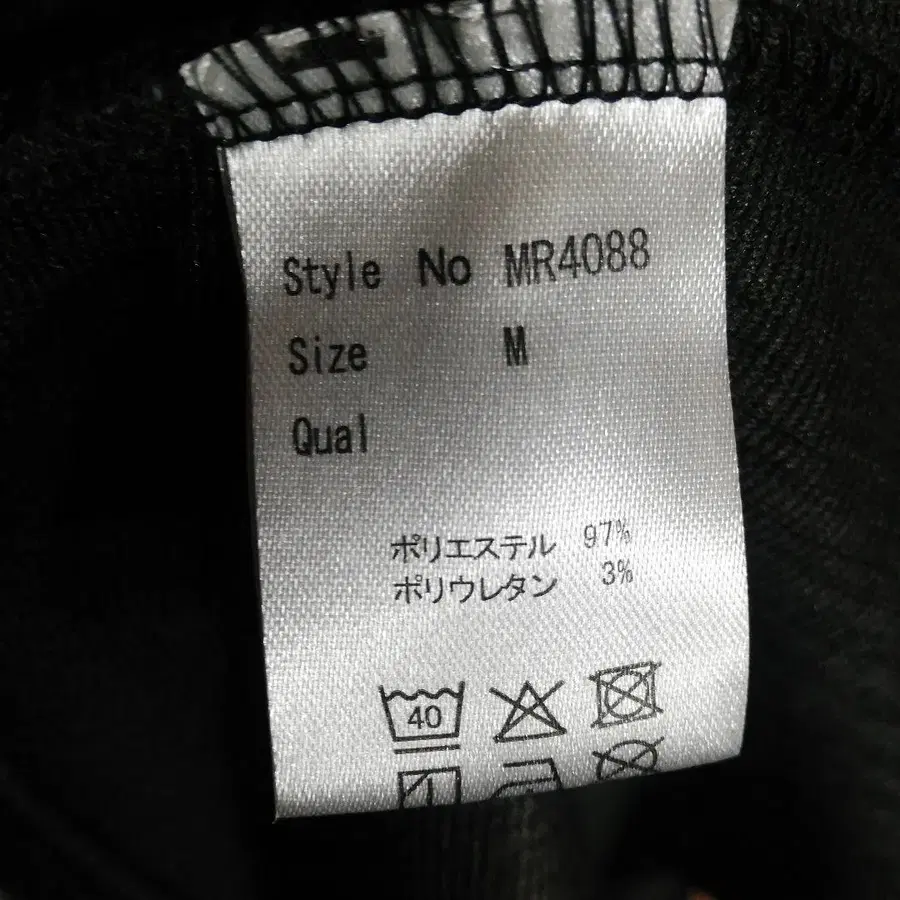 Style No MR4088
Size M
Qual
ポリエステル 97%
ポリウレタン 3%
40